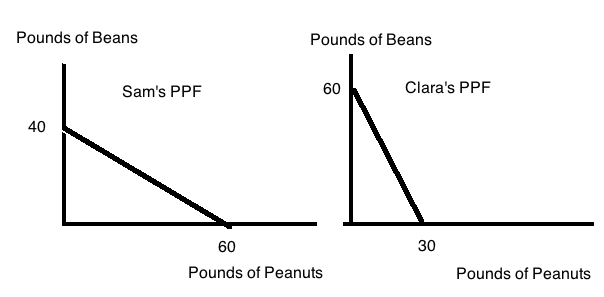 Pounds of Beans
Sam's PPF
40
60
Pounds of Peanuts
Pounds of Beans
Clara's PPF
60
30
Pounds of Peanuts